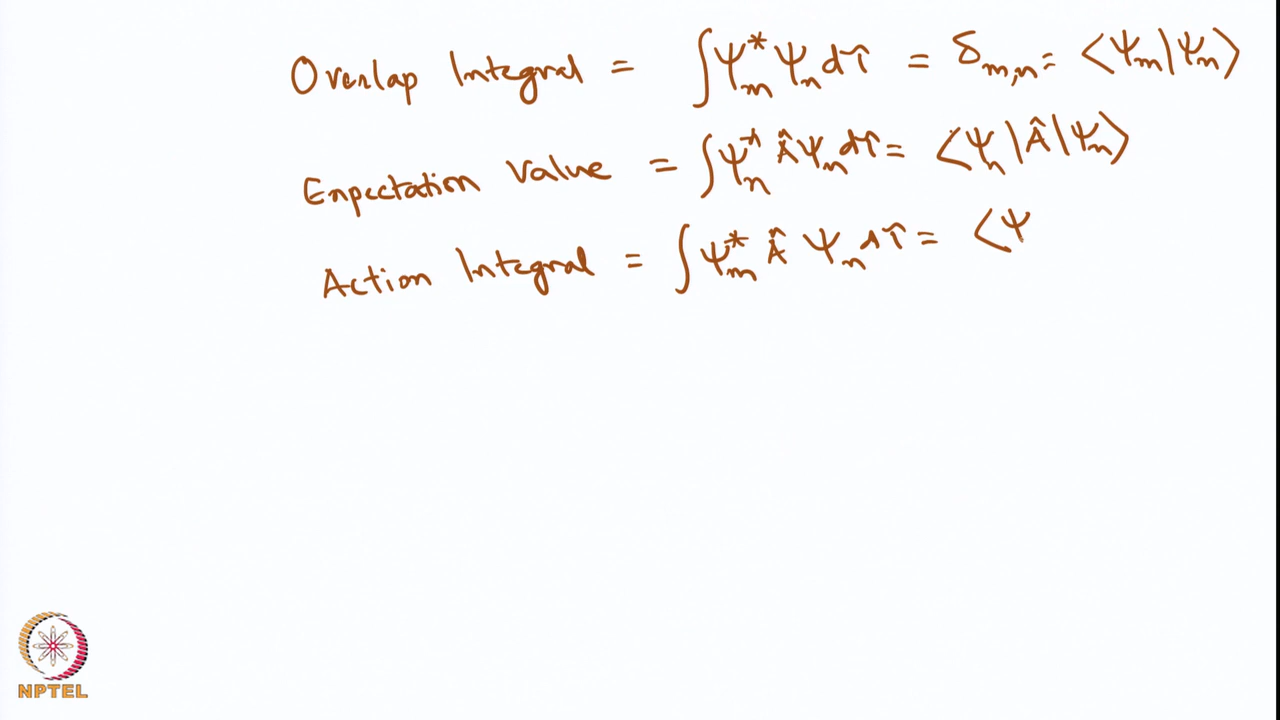 Overlap Integral = ∫Ψₘ* Ψₙ dτ = δₘ,ₙ = ⟨Ψₘ|Ψₙ⟩
Expectation Value = ∫Ψₙ* Â Ψₙ dτ = ⟨Ψₙ|Â|Ψₙ⟩
Action Integral = ∫Ψₘ* Â Ψₙ dτ = ⟨Ψ
NPTEL